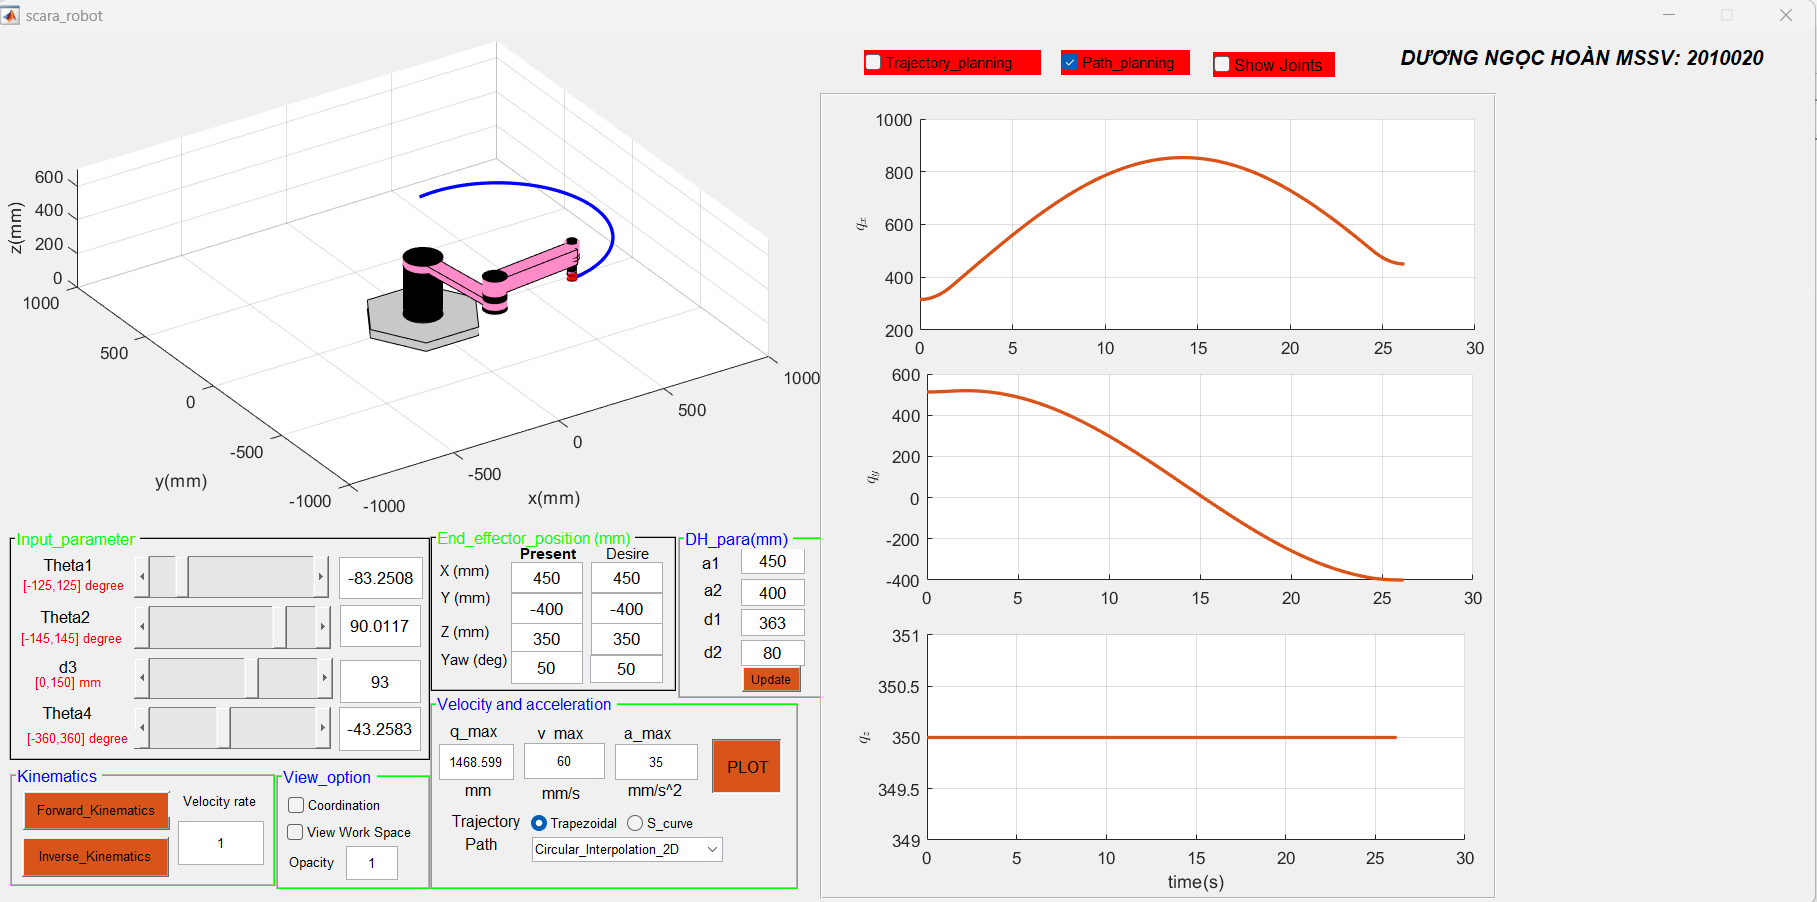 scara_robot
Trajectory_planning
Path_planning
Show Joints
DƯƠNG NGỌC HOÀN MSSV: 2010020
z(mm)
600
400
200
0
1000
500
0
-500
-1000
y(mm)
-1000
-500
0
500
1000
x(mm)
1000
800
600
400
200
qx
0 5 10 15 20 25 30
600
400
200
0
-200
-400
qy
0 5 10 15 20 25 30
351
350.5
350
349.5
349
qz
0 5 10 15 20 25 30
time(s)
Input_parameter
Theta1
[-125,125] degree
-83.2508
Theta2
[-145,145] degree
90.0117
d3
[0,150] mm
93
Theta4
[-360,360] degree
-43.2583
End_effector_position (mm)
Present Desire
X (mm) 450 450
Y (mm) -400 -400
Z (mm) 350 350
Yaw (deg) 50 50
DH_para(mm)
a1 450
a2 400
d1 363
d2 80
Update
Velocity and acceleration
q_max v_max a_max
1468.599 60 35
mm mm/s mm/s^2
PLOT
Trajectory Trapezoidal S_curve
Path Circular_Interpolation_2D
Kinematics
Forward_Kinematics
Inverse_Kinematics
Velocity rate
1
View_option
Coordination
View Work Space
Opacity 1